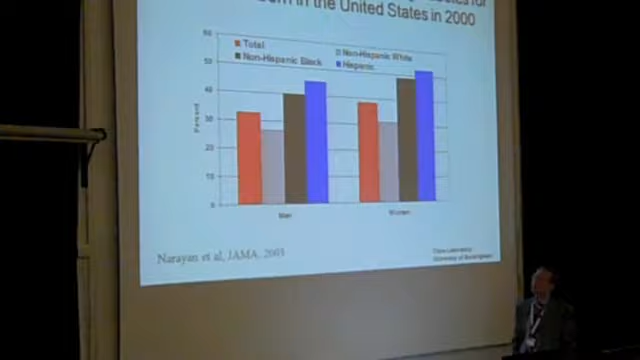 in the United States in 2000
60
Total
Non-Hispanic White
Non-Hispanic Black
Hispanic
50
40
Percent
30
20
10
0
Men
Women
Narayan et al, JAMA, 2003